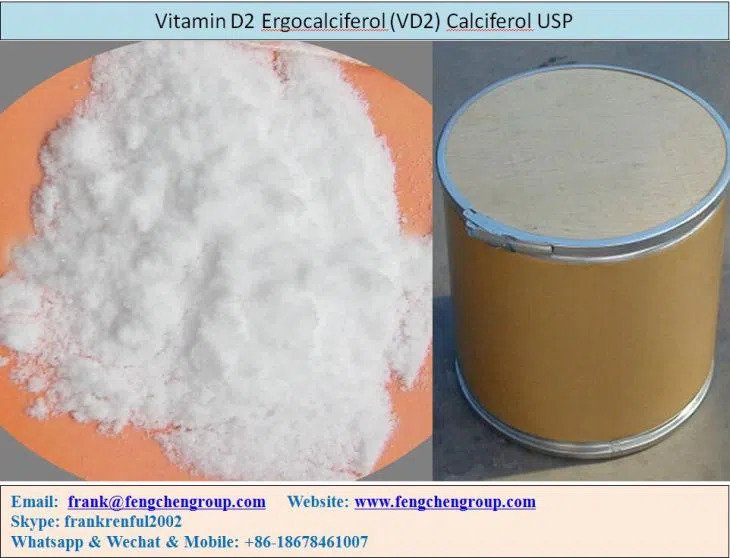 Vitamin D2 Ergocalciferol (VD2) Calciferol USP
Email: frank@fengchengroup.com Website: www.fengchengroup.com
Skype: frankrenful2002
Whatsapp & Wechat & Mobile: +86-18678461007